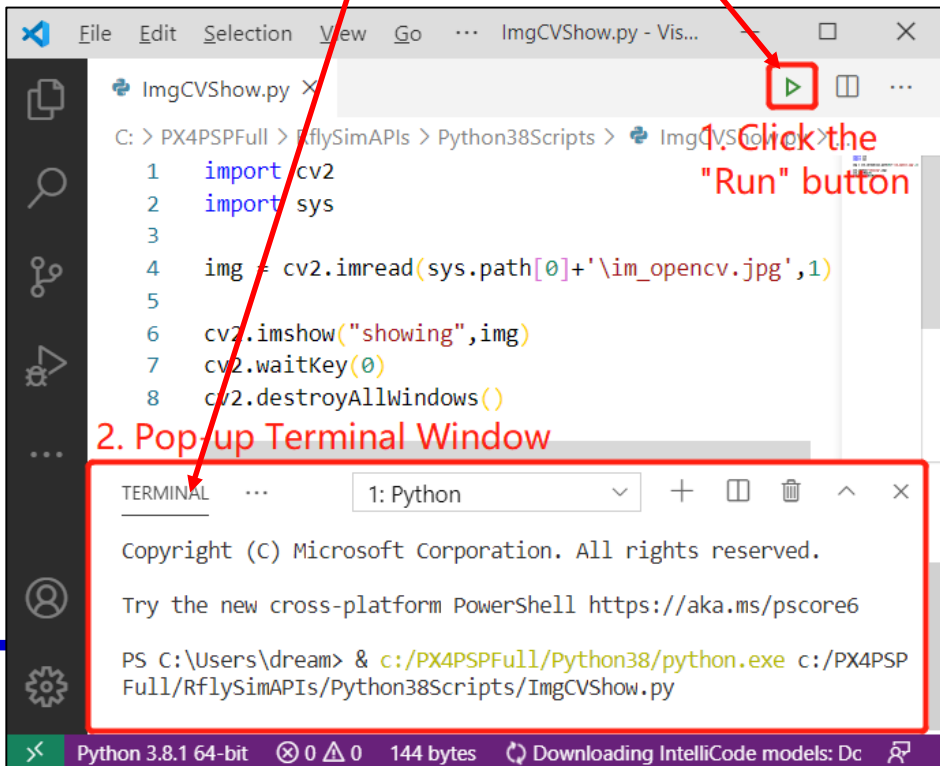 File Edit Selection View Go ··· ImgCVShow.py - Vis...
ImgCVShow.py
C: > PX4PSPFull > RflySimAPIs > Python38Scripts > ImgCVShow.py > ...
1. Click the
"Run" button
1 import cv2
2 import sys
3
4 img = cv2.imread(sys.path[0]+'\im_opencv.jpg',1)
5
6 cv2.imshow("showing",img)
7 cv2.waitKey(0)
8 cv2.destroyAllWindows()
2. Pop-up Terminal Window
TERMINAL ··· 1: Python
Copyright (C) Microsoft Corporation. All rights reserved.
Try the new cross-platform PowerShell https://aka.ms/pscore6
PS C:\Users\dream> & c:/PX4PSPFull/Python38/python.exe c:/PX4PSP
Full/RflySimAPIs/Python38Scripts/ImgCVShow.py
Python 3.8.1 64-bit 0 0 144 bytes Downloading IntelliCode models: Dc